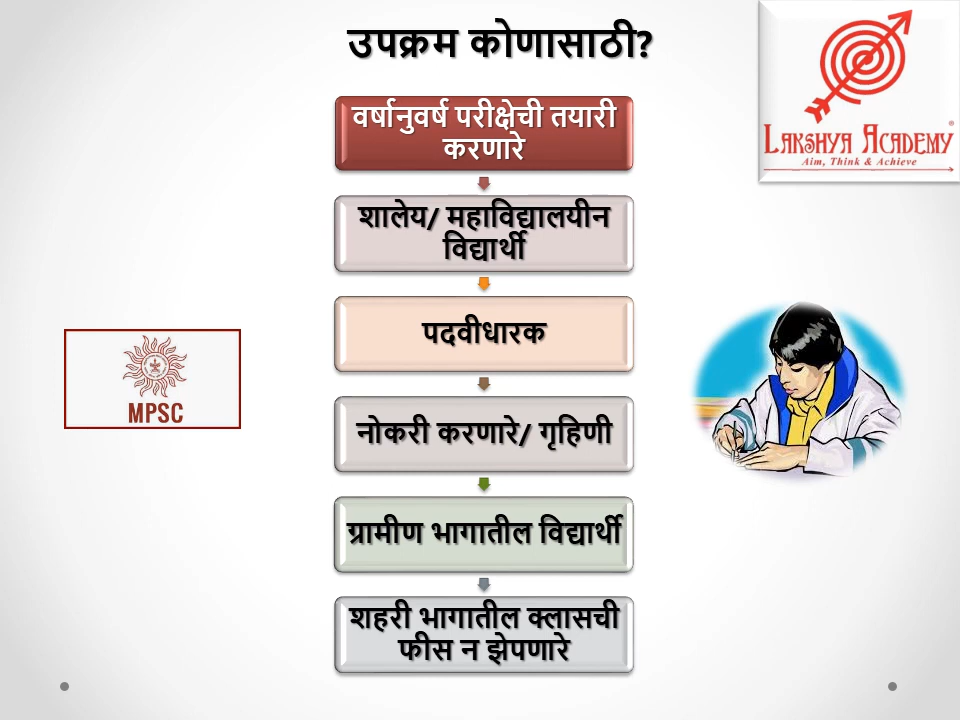 उपक्रम कोणासाठी?
LAKSHYA ACADEMY®
Aim, Think & Achieve
वर्षानुवर्ष परीक्षेची तयारी
करणारे
शालेय/ महाविद्यालयीन
विद्यार्थी
पदवीधारक
MPSC
नोकरी करणारे/ गृहिणी
ग्रामीण भागातील विद्यार्थी
शहरी भागातील क्लासची
फीस न झेपणारे